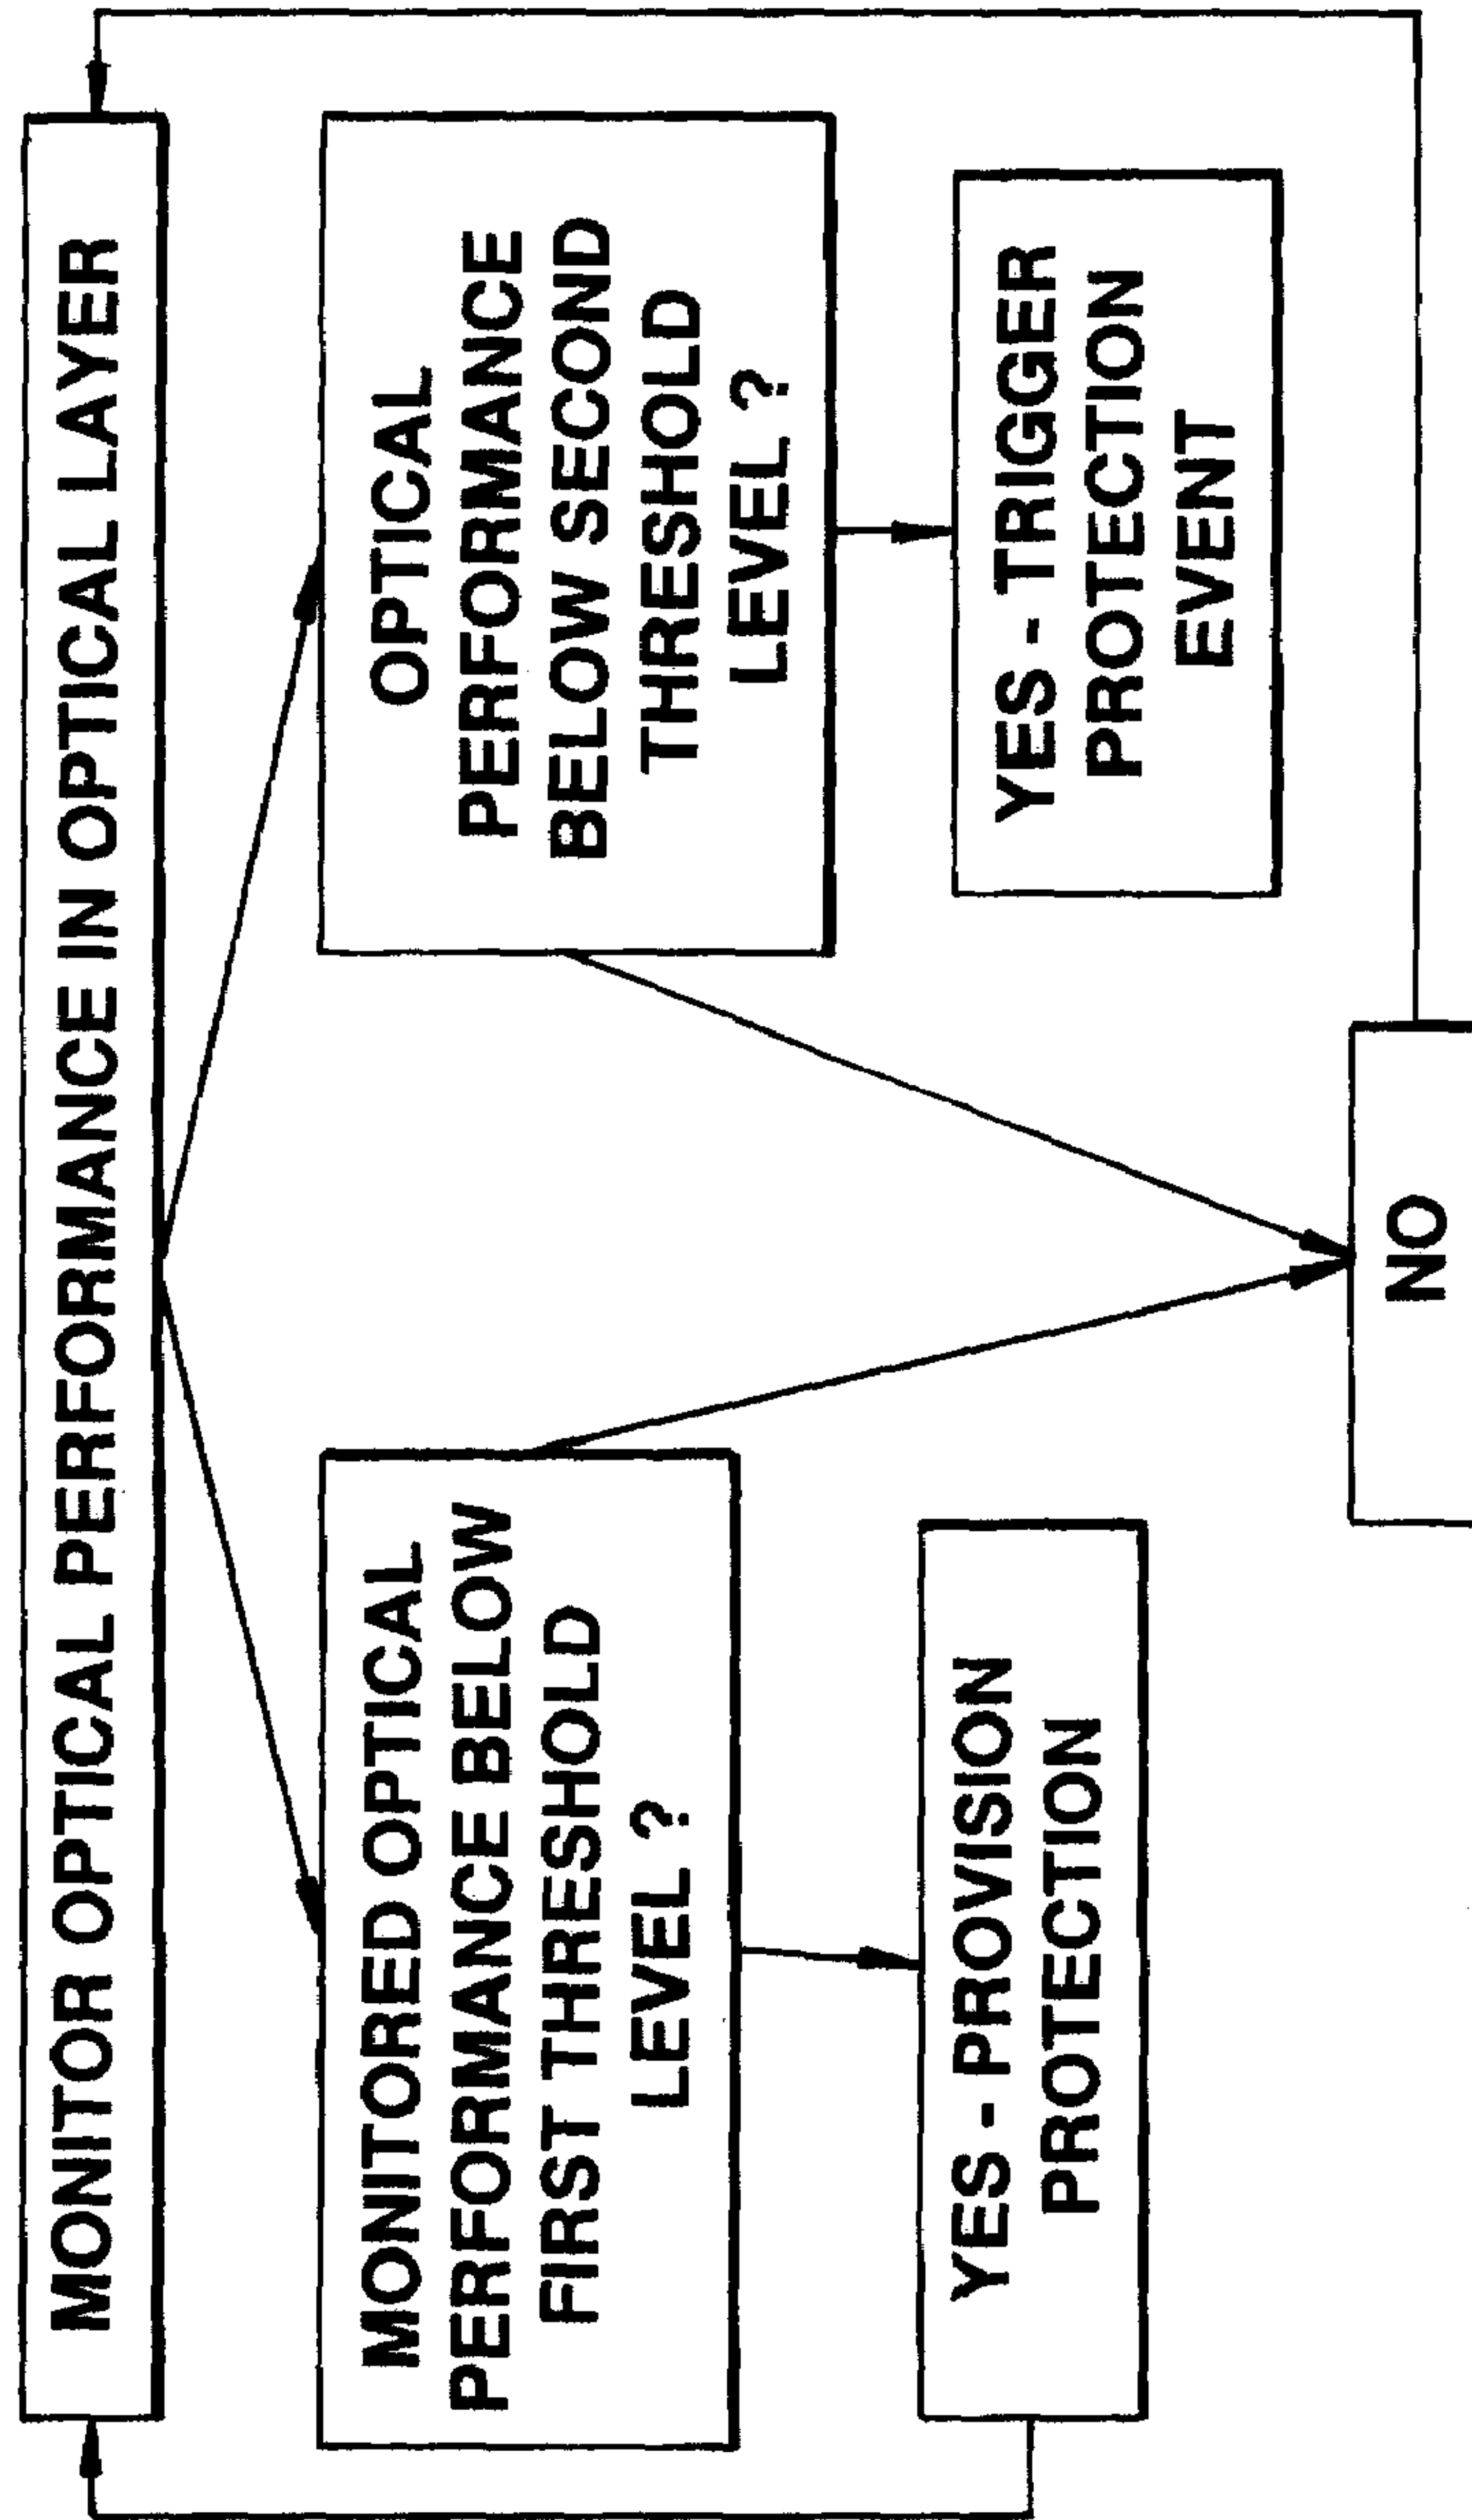 MONITOR OPTICAL PERFORMANCE IN OPTICAL LAYER
MONITORED OPTICAL
PERFORMANCE BELOW
FIRST THRESHOLD
LEVEL ?
OPTICAL
PERFORMANCE
BELOW SECOND
THRESHOLD
LEVEL ?
YES - PROVISION
PROTECTION
YES - TRIGGER
PROTECTION
EVENT
NO